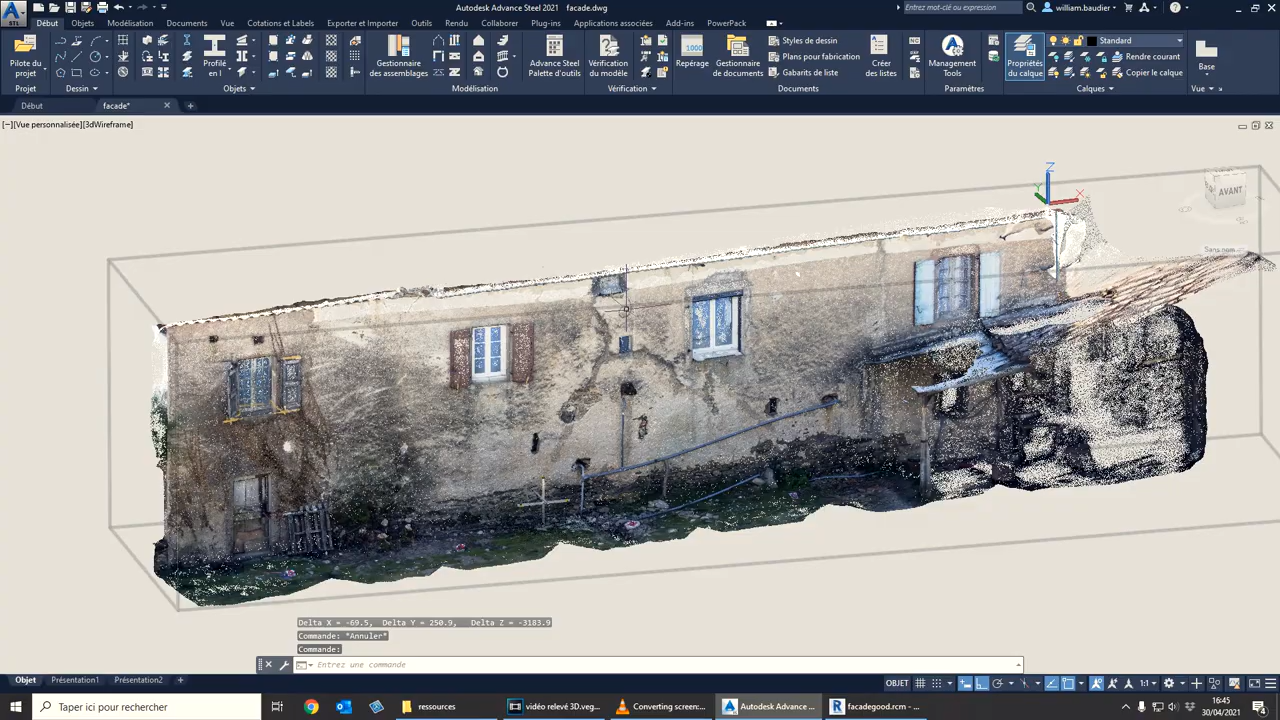 Autodesk Advance Steel 2021 facade.dwg
Entrez mot-clé ou expression
william.baudier
STL
Début Objets Modélisation Documents Vue Cotations et Labels Exporter et Importer Outils Rendu Collaborer Plug-ins Applications associées Add-ins PowerPack
Pilote du projet
Profilé en I
Gestionnaire des assemblages
Advance Steel Palette d'outils
Vérification du modèle
1000
Repérage
Gestionnaire de documents
Styles de dessin
Plans pour fabrication
Gabarits de liste
Créer des listes
Management Tools
Propriétés du calque
Standard
Rendre courant
Copier le calque
Base
Projet Dessin Objets Modélisation Vérification Documents Paramètres Calques Vue
Début facade*
[−][Vue personnalisée][3dWireframe]
Z
X
Y
AVANT
Sans nom
Delta X = -69.5, Delta Y = 250.9, Delta Z = -3183.9
Commande: *Annuler*
Commande:
Entrez une commande
Objet Présentation1 Présentation2 +
OBJET
1:1
Taper ici pour rechercher
ressources
vidéo relevé 3D.veg...
Converting screen:...
Autodesk Advance ...
facadegood.rcm - ...
16:45